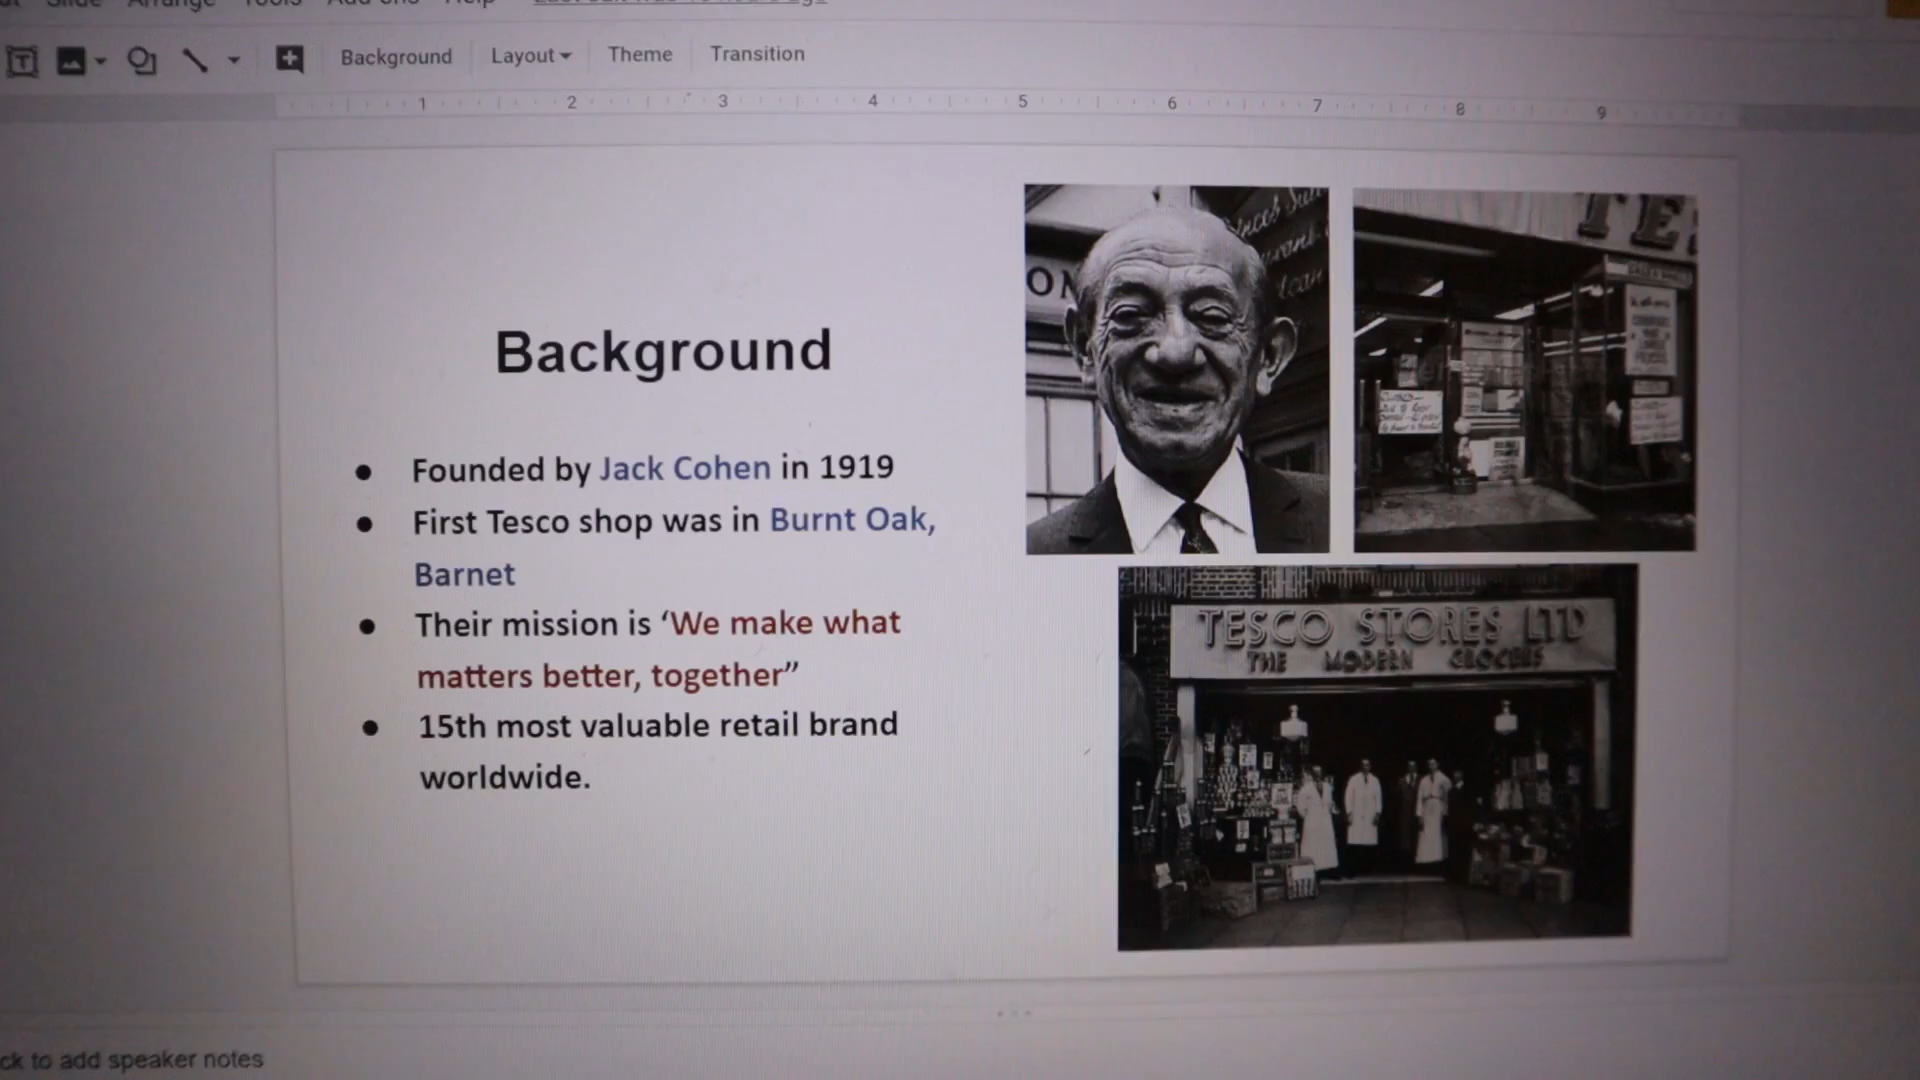 Arrange
Help
Background
Layout
Theme
Transition
1 2 3 4 5 6 7 8 9
Background
● Founded by Jack Cohen in 1919
● First Tesco shop was in Burnt Oak,
Barnet
● Their mission is ‘We make what
matters better, together”
● 15th most valuable retail brand
worldwide.
TESCO STORES LTD
THE MODERN GROCERS
to add speaker notes